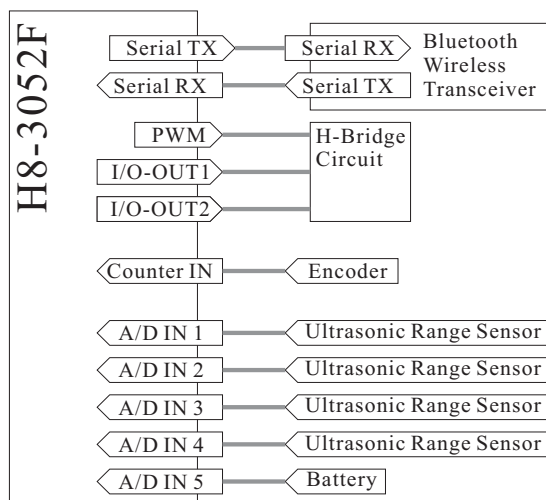 H8-3052F
Serial TX
Serial RX
Bluetooth
Wireless
Transceiver
Serial RX
Serial TX
PWM
H-Bridge
Circuit
I/O-OUT1
I/O-OUT2
Counter IN
Encoder
A/D IN 1
Ultrasonic Range Sensor
A/D IN 2
Ultrasonic Range Sensor
A/D IN 3
Ultrasonic Range Sensor
A/D IN 4
Ultrasonic Range Sensor
A/D IN 5
Battery